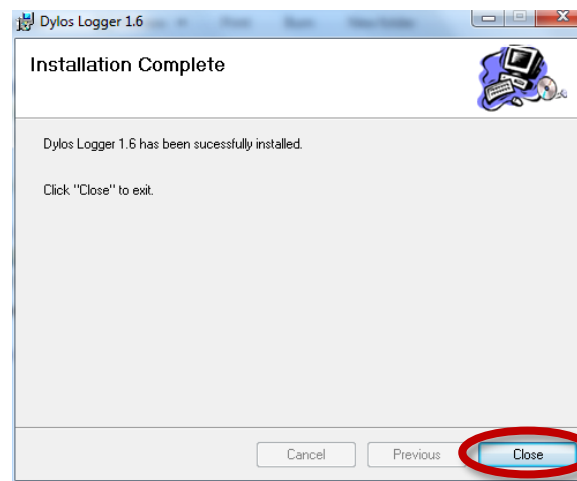 Dylos Logger 1.6
Installation Complete
Dylos Logger 1.6 has been sucessfully installed.
Click "Close" to exit.
Cancel Previous Close